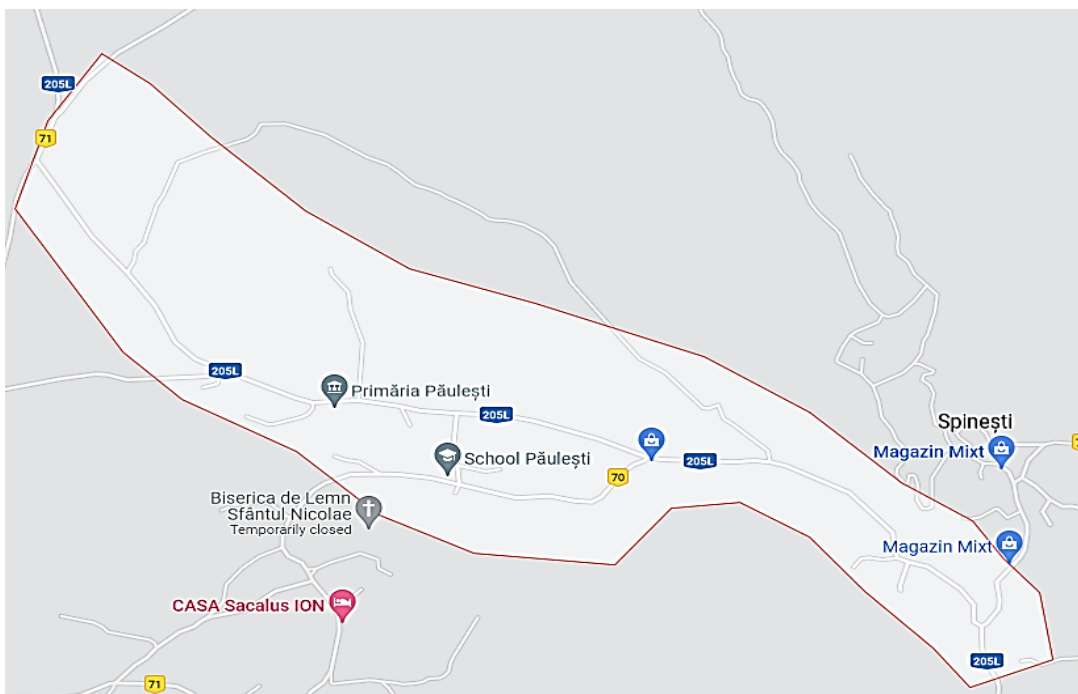 205L
71
205L
Primăria Păulești
205L
Spinești
Magazin Mixt
School Păulești
205L
70
Biserica de Lemn
Sfântul Nicolae
Temporarily closed
Magazin Mixt
CASA Sacalus ION
205L
71